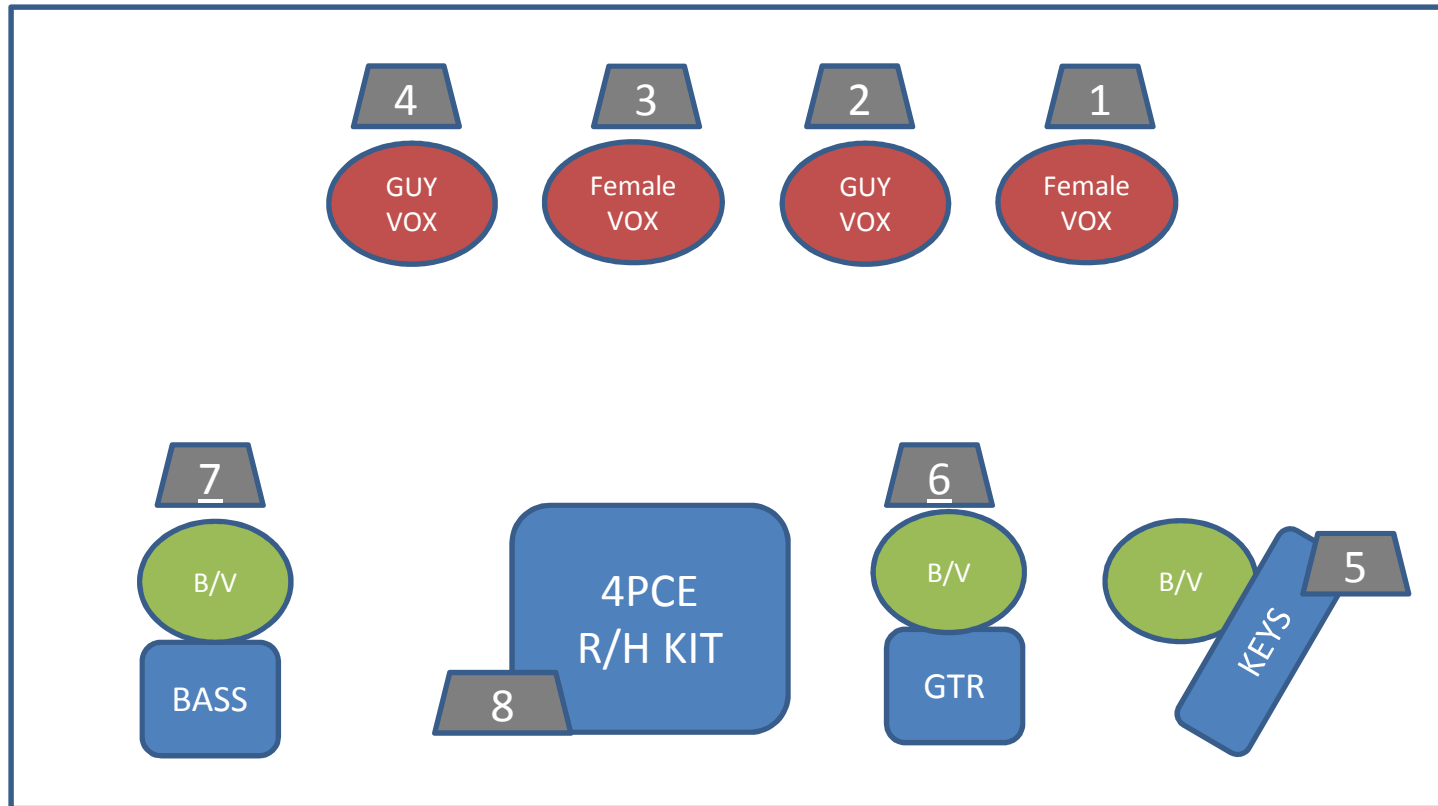 4
3
2
1
GUY
VOX
Female
VOX
GUY
VOX
Female
VOX
7
6
5
B/V
B/V
B/V
4PCE
R/H KIT
KEYS
BASS
8
GTR